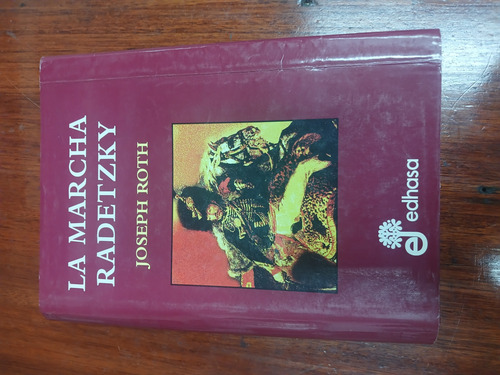 LA MARCHA
RADETZKY
JOSEPH ROTH
edhasa